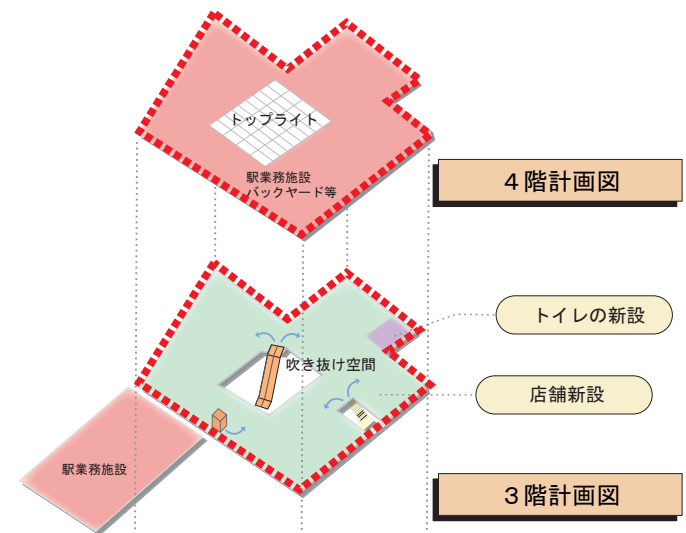 トップライト
駅業務施設
バックヤード等
４階計画図
トイレの新設
吹き抜け空間
店舗新設
駅業務施設
３階計画図